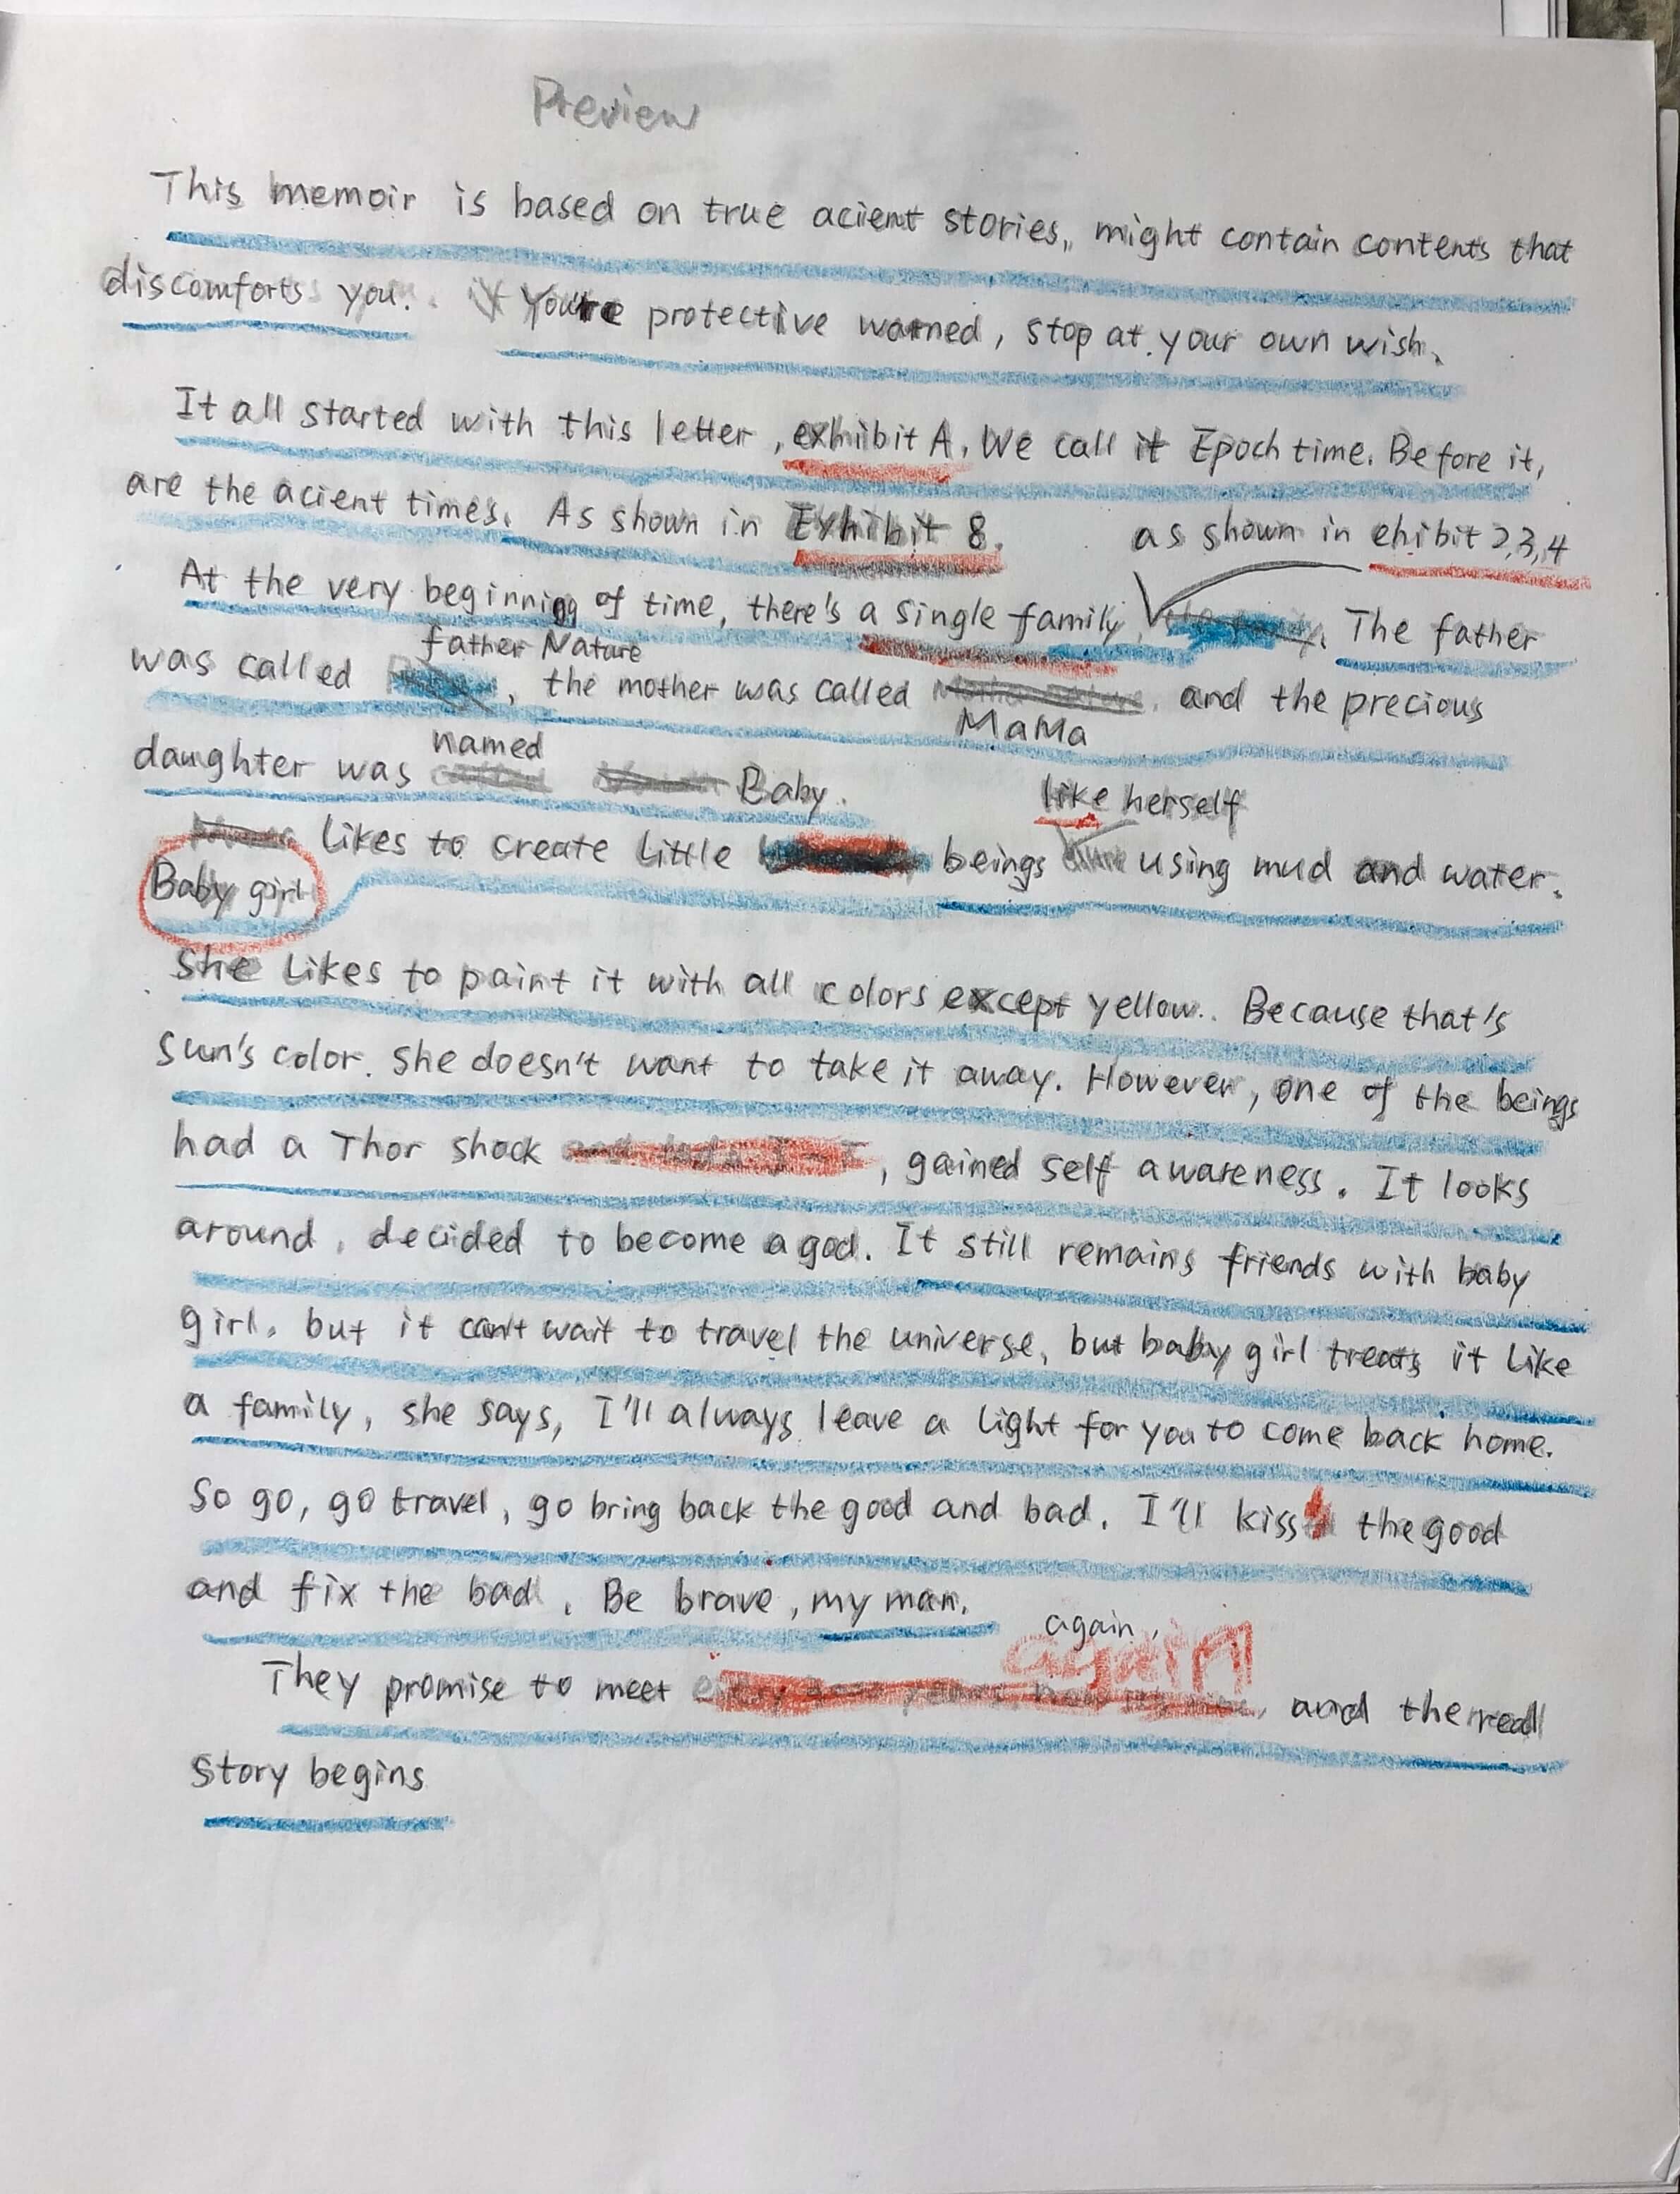 Preview
This memoir is based on true acient stories, might contain contents that
discomforts you. You're protective warned, stop at your own wish.
It all started with this letter, exhibit A. We call it Epoch time. Before it,
are the acient times. As shown in Exhibit 8.
as shown in ehibit 2,3,4
At the very beginning of time, there's a single family. The father
father Nature
was called , the mother was called and the precious
MaMa
named
daughter was Baby.
like herself
Likes to create little beings using mud and water.
Baby girl
She likes to paint it with all colors except yellow. Because that's
sun's color. She doesn't want to take it away. However, one of the beings
had a Thor shock , gained self awareness. It looks
around, decided to become a god. It still remains friends with baby
girl, but it can't wait to travel the universe, but baby girl treats it like
a family, she says, I'll always leave a light for you to come back home.
So go, go travel, go bring back the good and bad. I'll kiss the good
and fix the bad. Be brave, my man.
again,
again
They promise to meet , and the real
story begins